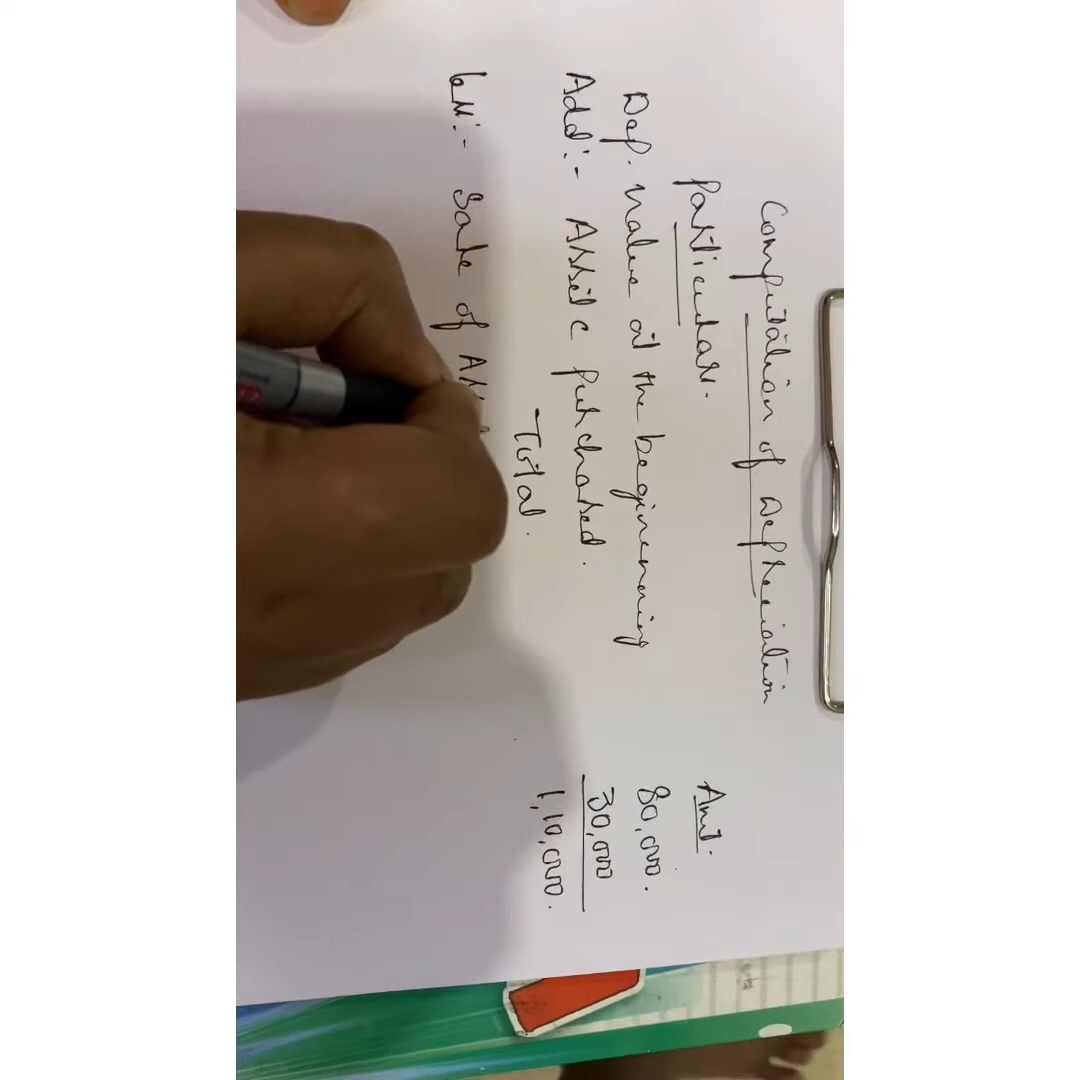 Computation of Depreciation
Particulars. Amt.
Dep. value at the beginenning 80,000.
Add:- Asset C purchased. 30,000
Total. 1,10,000.
Less:- Sale of